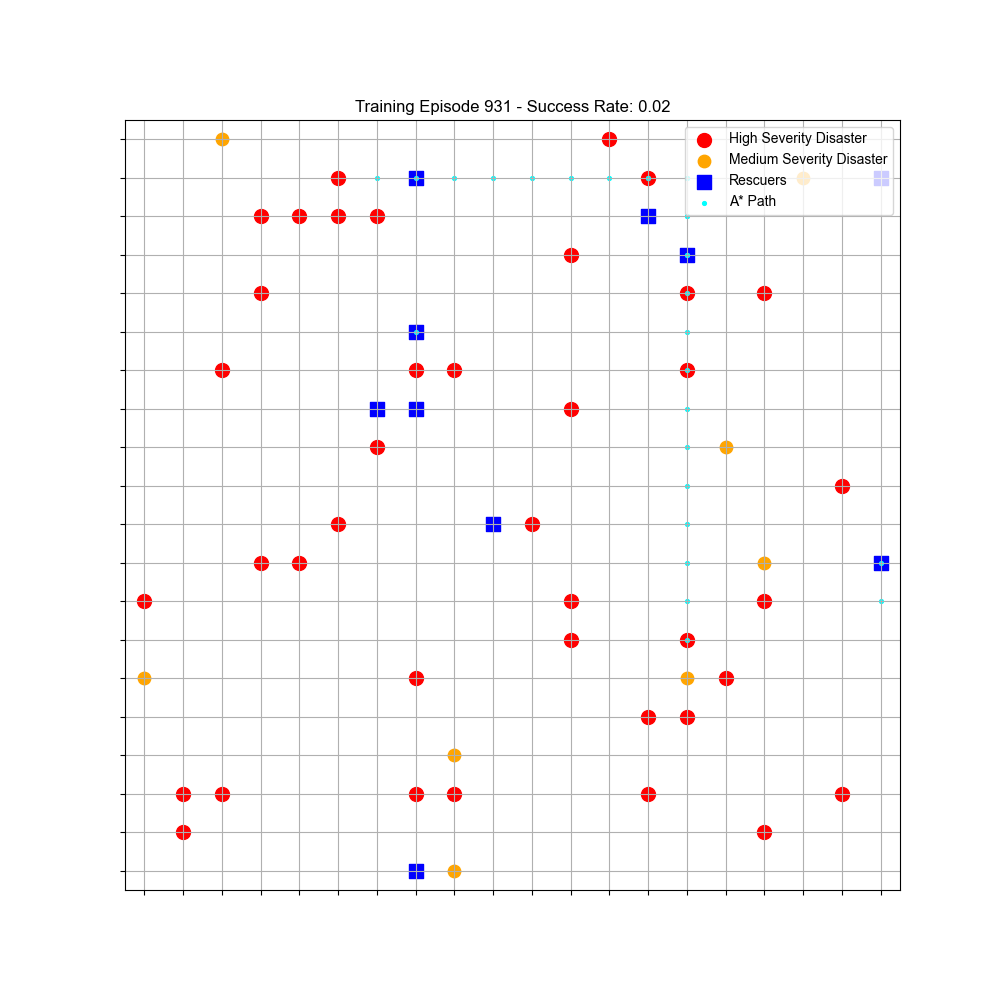 Training Episode 931 - Success Rate: 0.02
High Severity Disaster
Medium Severity Disaster
Rescuers
A* Path